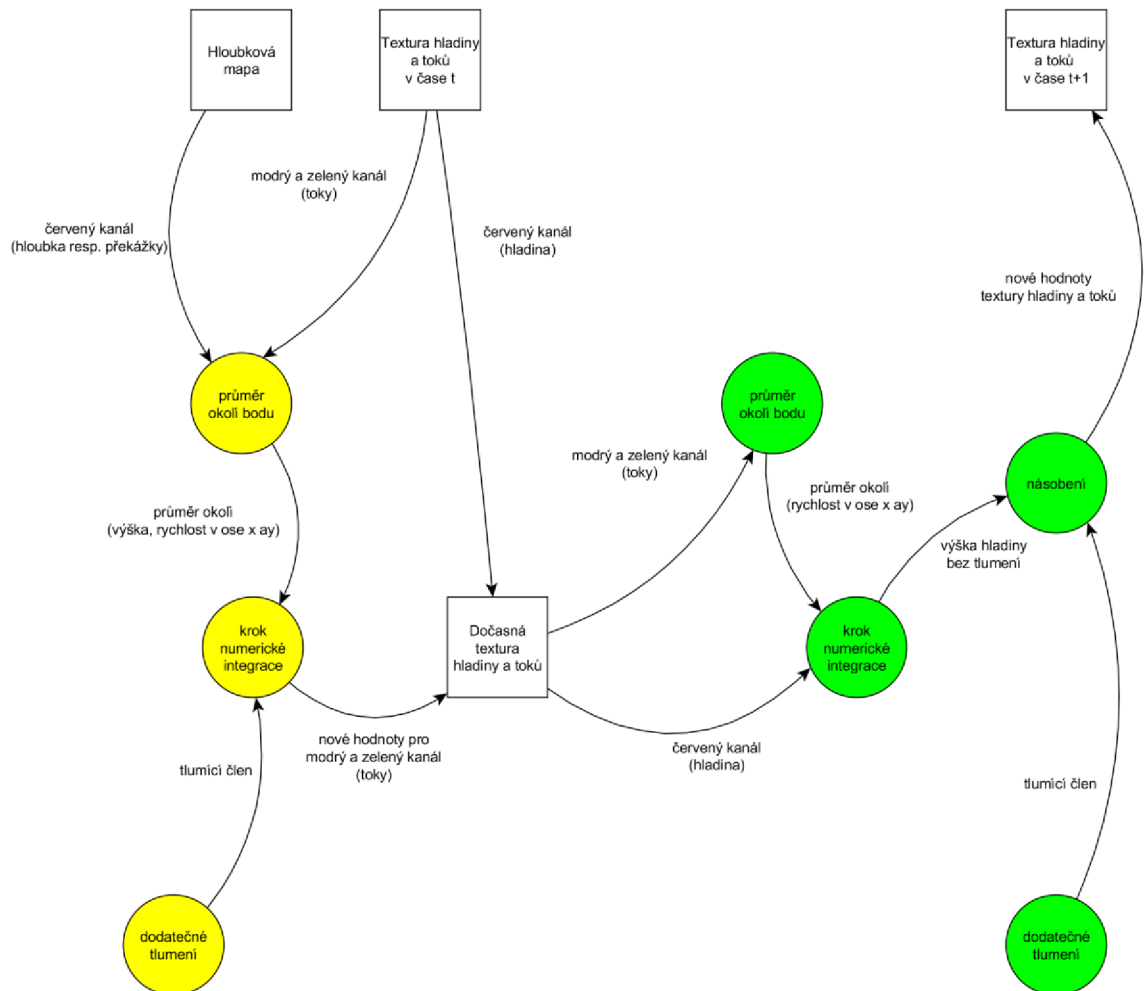 Hloubková
mapa
Textura hladiny
a toků
v čase t
Textura hladiny
a toků
v čase t+1
modrý a zelený kanál
(toky)
červený kanál
(hloubka resp. překážky)
červený kanál
(hladina)
nové hodnoty
textury hladiny a toků
průměr
okolí bodu
průměr
okolí bodu
modrý a zelený kanál
(toky)
násobení
průměr okolí
(výška, rychlost v ose x ay)
průměr okolí
(rychlost v ose x ay)
výška hladiny
bez tlumení
krok
numerické
integrace
Dočasná
textura
hladiny a toků
krok
numerické
integrace
nové hodnoty pro
modrý a zelený kanál
(toky)
červený kanál
(hladina)
tlumící člen
tlumící člen
dodatečné
tlumení
dodatečné
tlumení